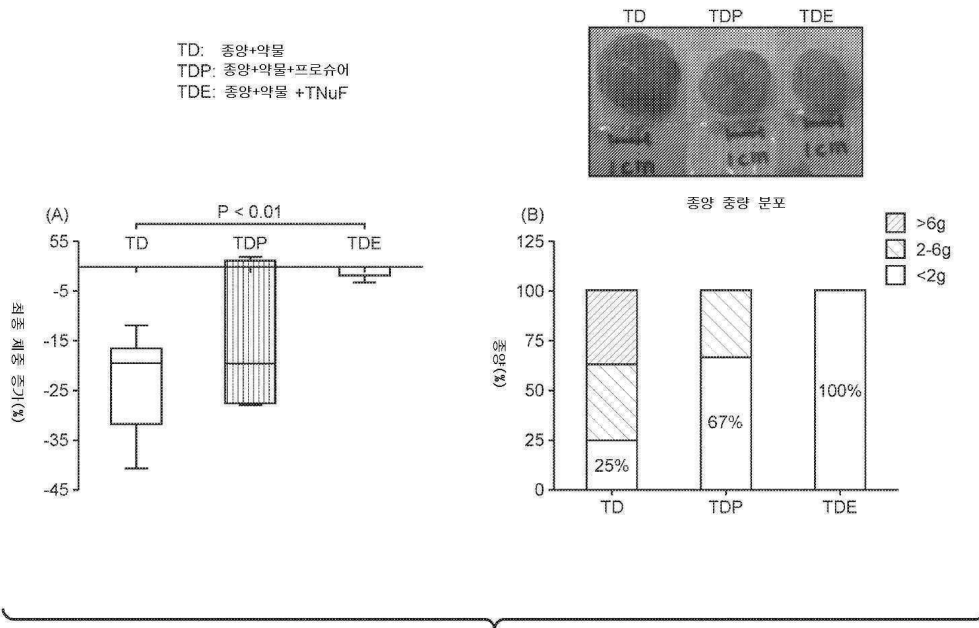 TD: 종양+약물
TDP: 종양+약물+프로슈어
TDE: 종양+약물 +TNuF
TD TDP TDE
1cm 1cm 1cm
(A)
P < 0.01
TD TDP TDE
55
-5
-15
-25
-35
-45
최종 체중 증가(%)
종양 중량 분포
(B)
>6g
2-6g
<2g
125
100
75
50
25
0
종양(%)
25%
67%
100%
TD TDP TDE